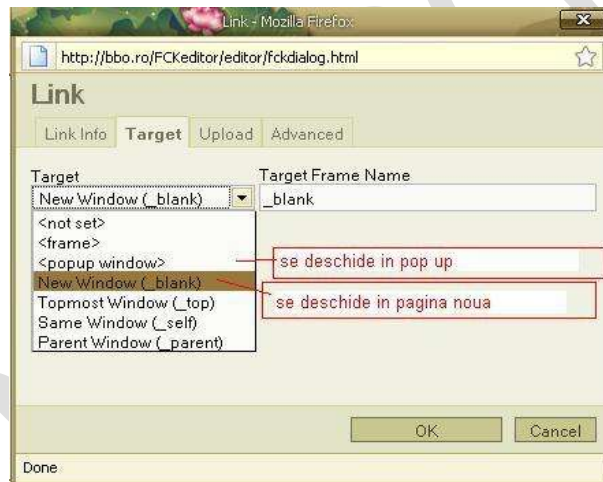 Link - Mozilla Firefox
http://bbo.ro/FCKeditor/editor/fckdialog.html
Link
Link Info Target Upload Advanced
Target Target Frame Name
New Window (_blank) _blank
<not set>
<frame>
<popup window> se deschide in pop up
New Window (_blank) se deschide in pagina noua
Topmost Window (_top)
Same Window (_self)
Parent Window (_parent)
OK Cancel
Done